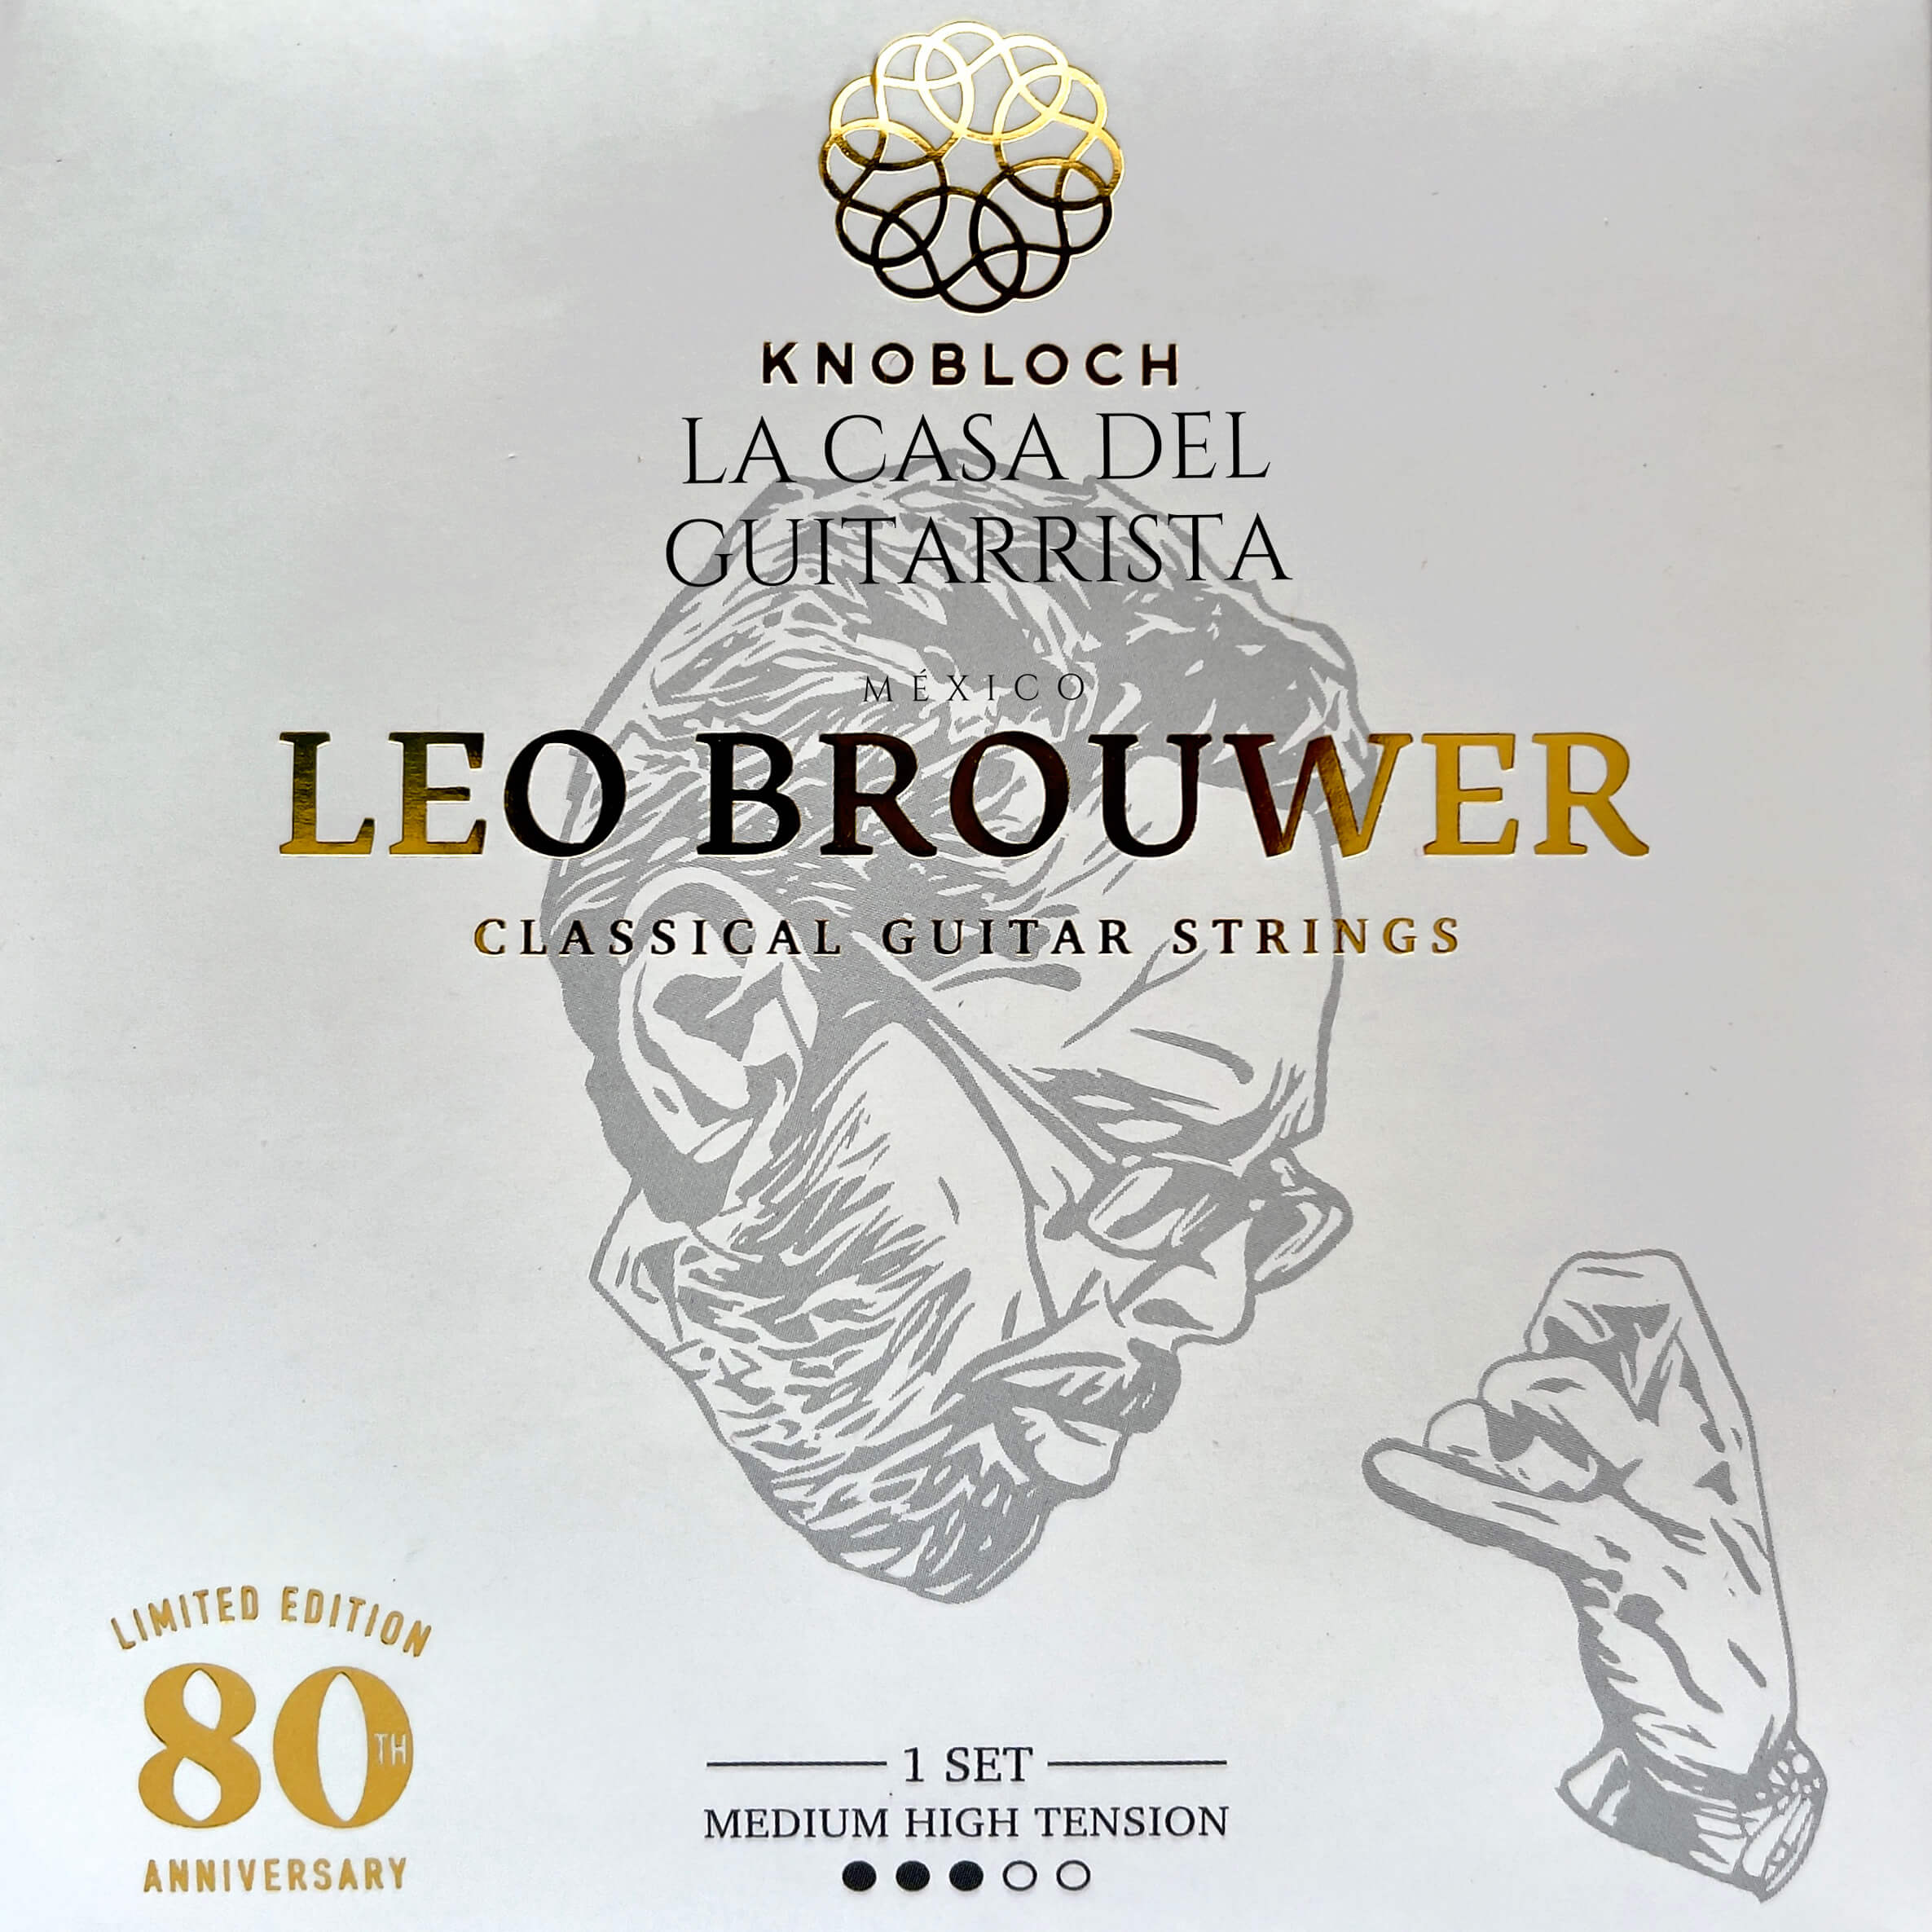 KNOBLOCH
LA CASA DEL
GUITARRISTA
MÉXICO
LEO BROUWER
CLASSICAL GUITAR STRINGS
LIMITED EDITION
80TH
ANNIVERSARY
1 SET
MEDIUM HIGH TENSION